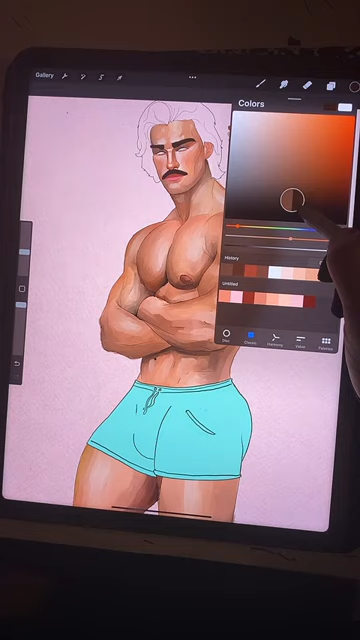 Gallery
Colors
History
Untitled
Disc
Classic
Harmony
Value
Palettes